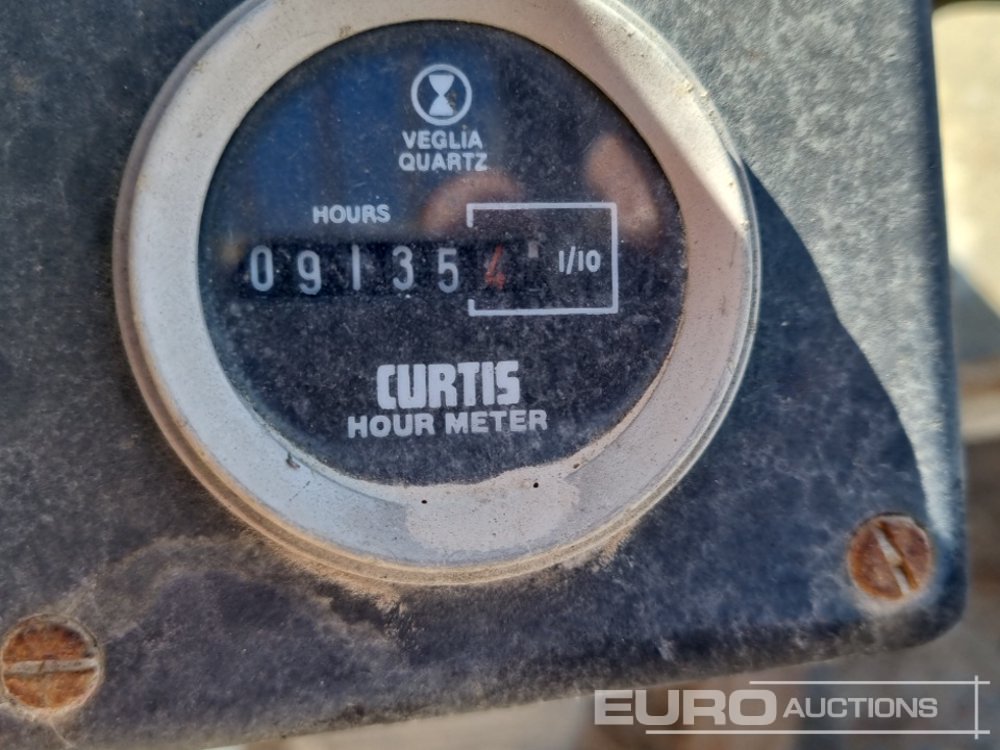 VEGLIA
QUARTZ
HOURS
091354 1/10
CURTIS
HOUR METER
EURO AUCTIONS